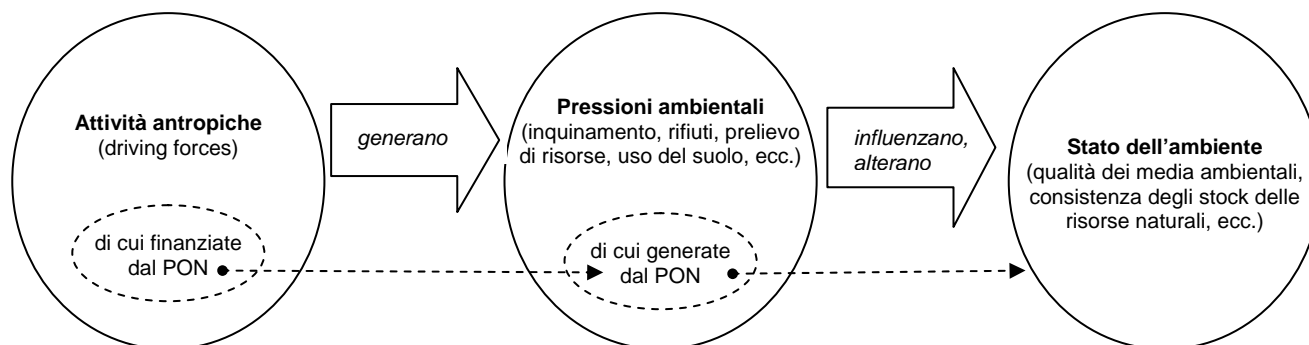 Attività antropiche
(driving forces)
di cui finanziate
dal PON
generano
Pressioni ambientali
(inquinamento, rifiuti, prelievo
di risorse, uso del suolo, ecc.)
di cui generate
dal PON
influenzano,
alterano
Stato dell'ambiente
(qualità dei media ambientali,
consistenza degli stock delle
risorse naturali, ecc.)